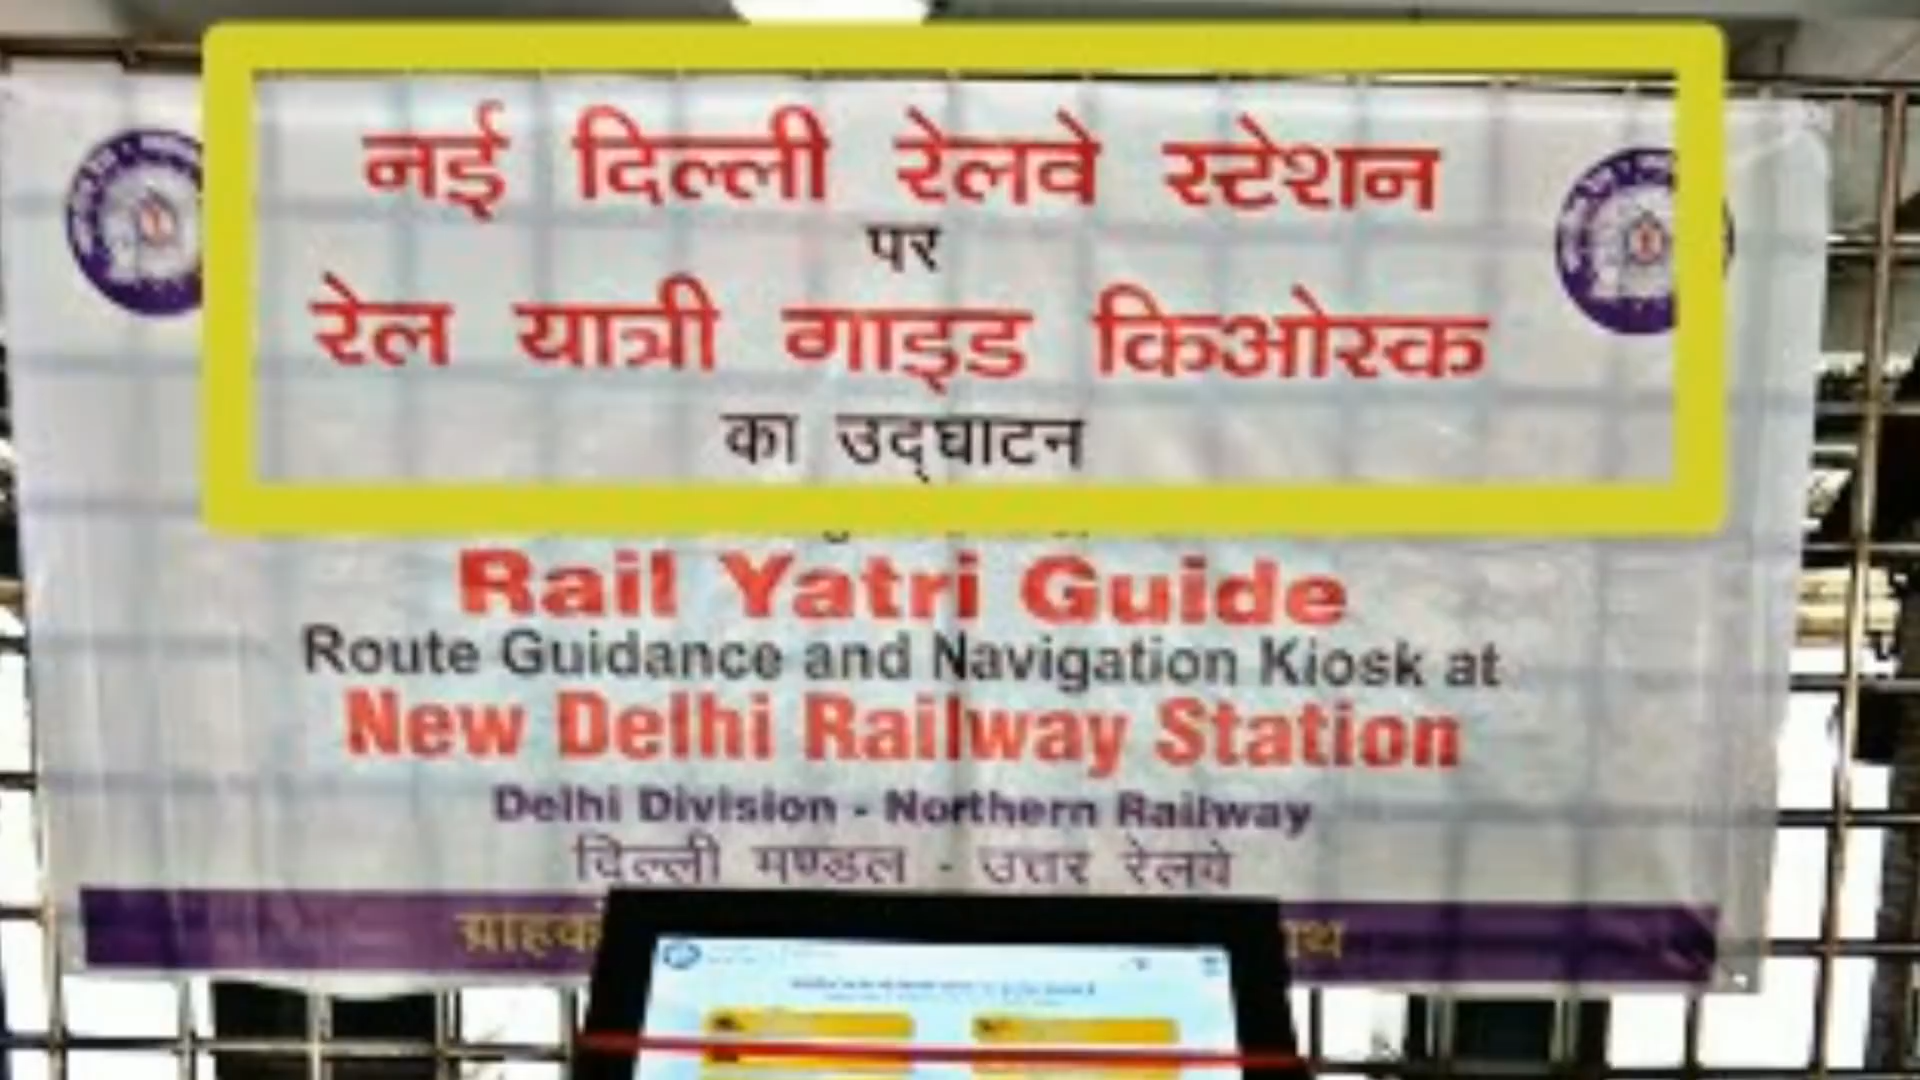 नई दिल्ली रेलवे स्टेशन
पर
रेल यात्री गाइड किओस्क
का उद्घाटन
Rail Yatri Guide
Route Guidance and Navigation Kiosk at
New Delhi Railway Station
Delhi Division - Northern Railway
दिल्ली मण्डल - उत्तर रेलवे